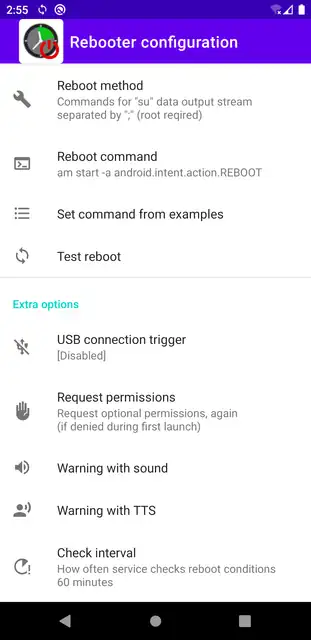 2:55
Rebooter configuration
Reboot method
Commands for "su" data output stream
separated by ";" (root reqired)
Reboot command
am start -a android.intent.action.REBOOT
Set command from examples
Test reboot
Extra options
USB connection trigger
[Disabled]
Request permissions
Request optional permissions, again
(if denied during first launch)
Warning with sound
Warning with TTS
Check interval
How often service checks reboot conditions
60 minutes